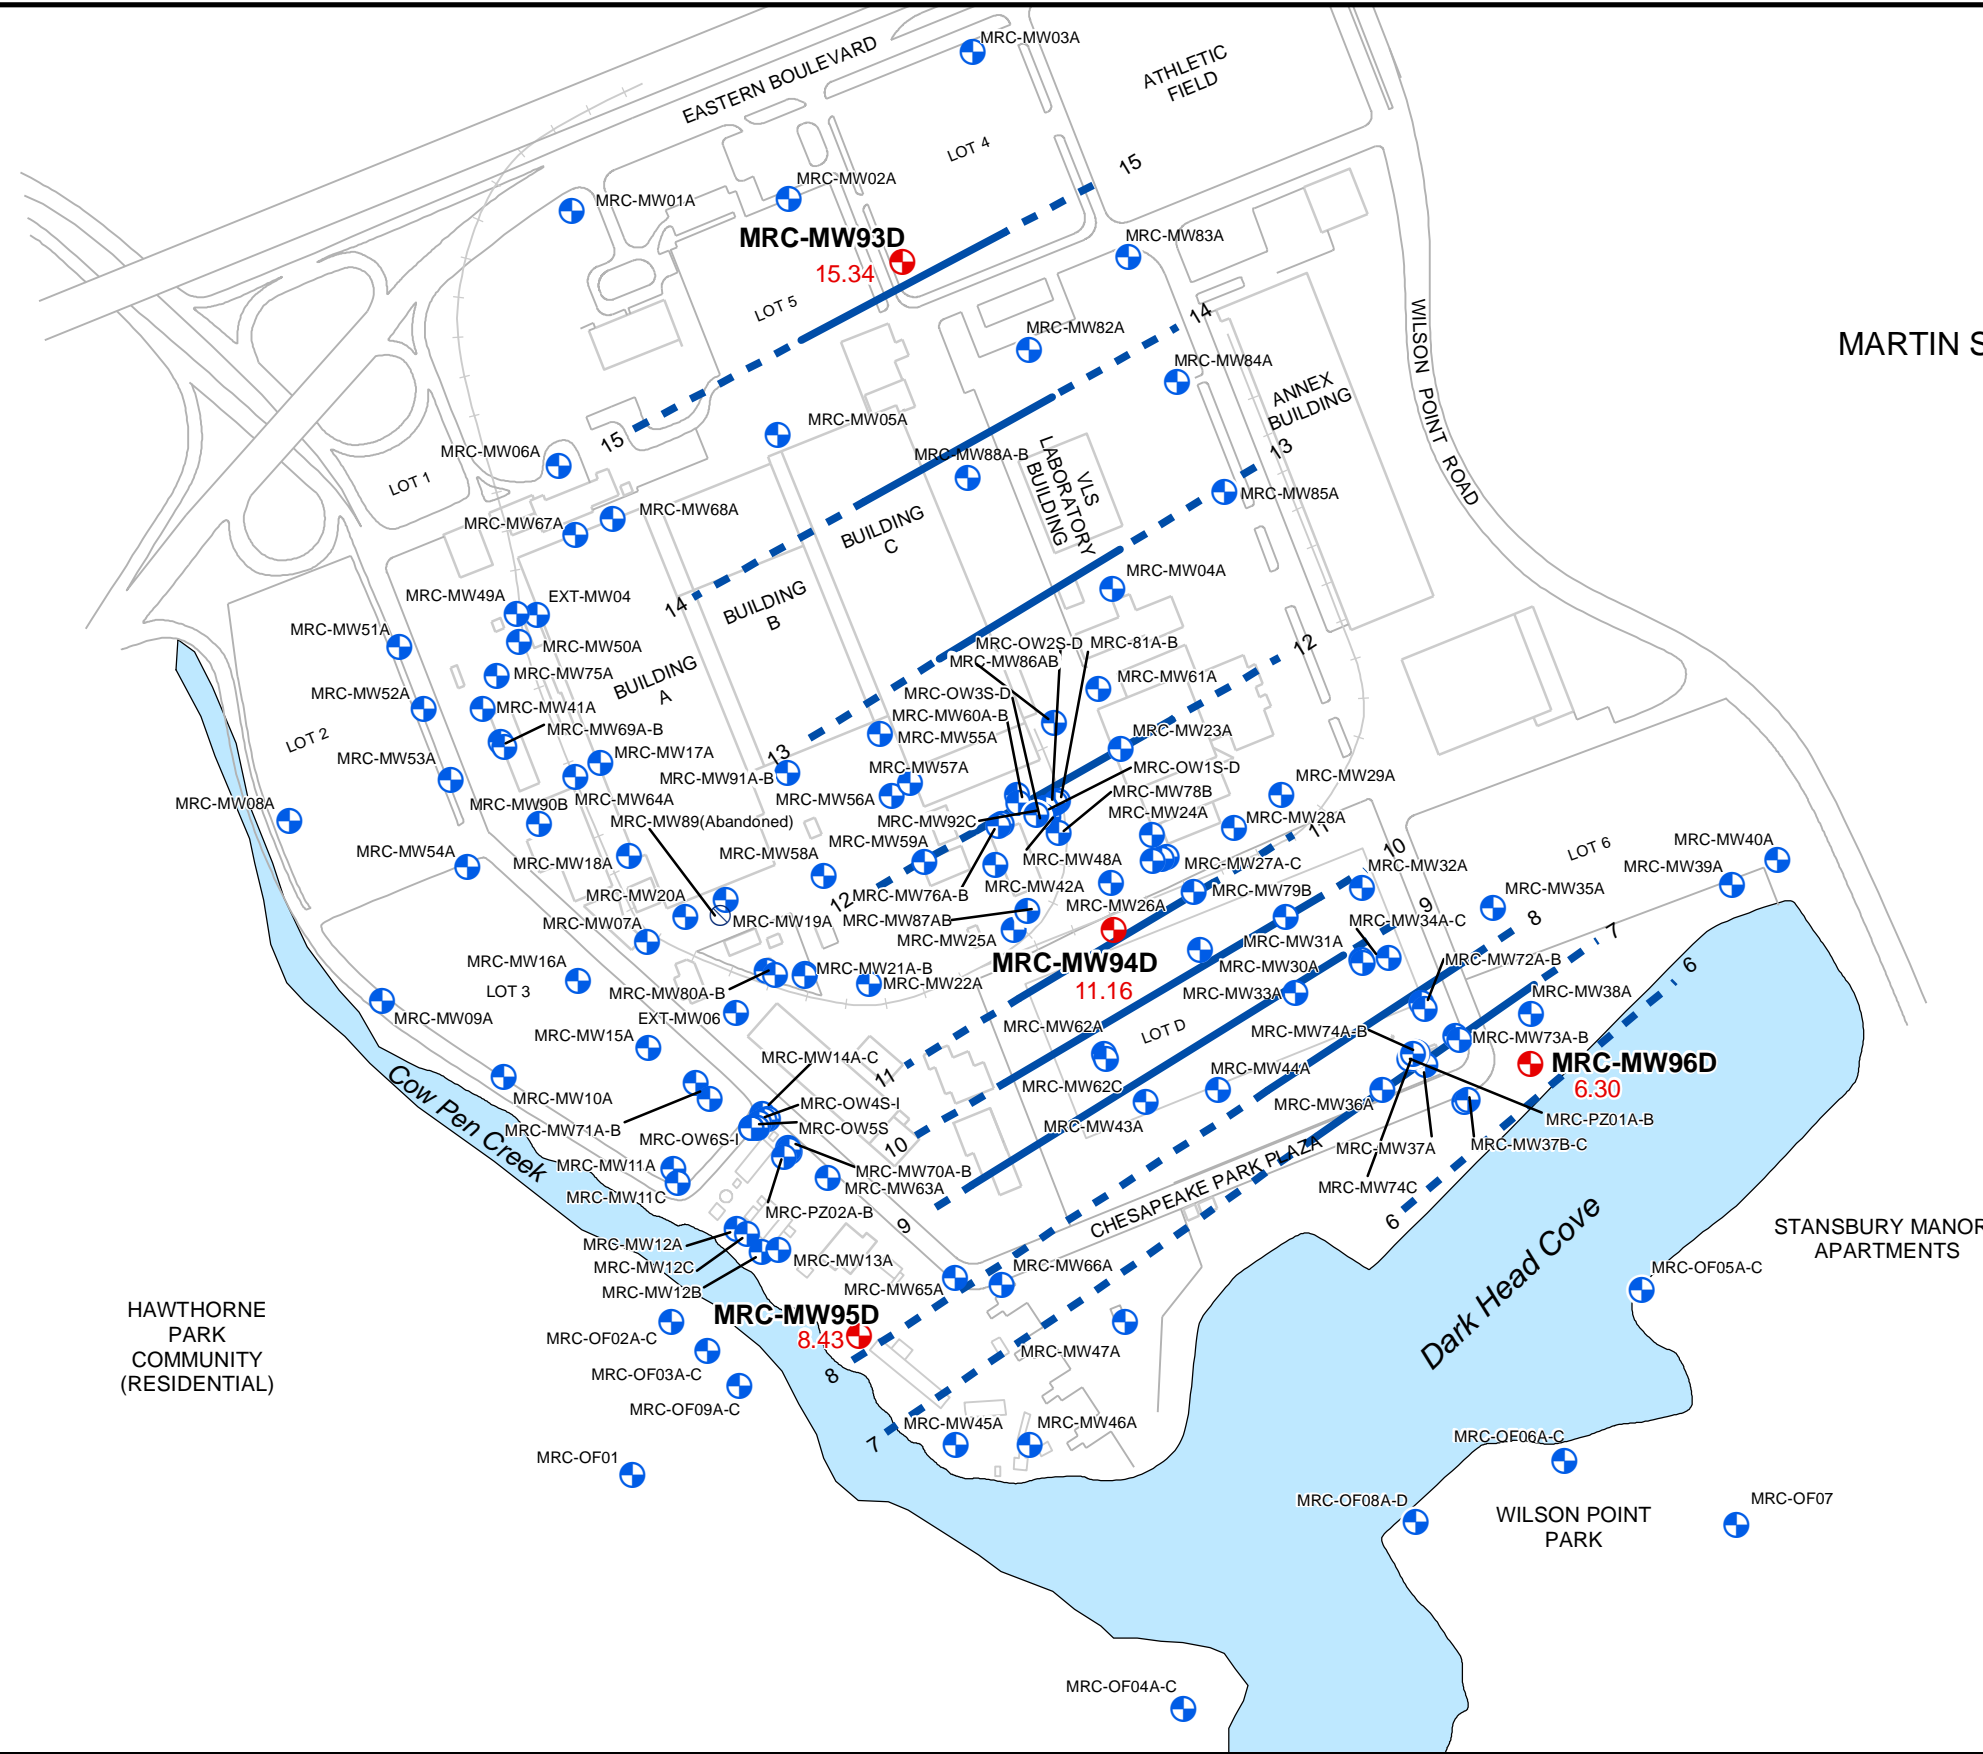 MRC-MW03A
EASTERN BOULEVARD
ATHLETIC
FIELD
LOT 4
15
MRC-MW02A
MRC-MW01A
MRC-MW93D
15.34
MRC-MW83A
LOT 5
14
MRC-MW82A
MARTIN S
MRC-MW84A
WILSON POINT ROAD
ANNEX
BUILDING
MRC-MW05A
15
MRC-MW06A
MRC-MW88A-B
13
VLS
LABORATORY
BUILDING
LOT 1
MRC-MW85A
MRC-MW68A
MRC-MW67A
BUILDING
C
MRC-MW04A
MRC-MW49A
EXT-MW04
14
BUILDING
B
MRC-MW51A
MRC-MW50A
MRC-OW2S-D
MRC-81A-B
12
MRC-MW86AB
MRC-MW75A
BUILDING
A
MRC-MW61A
MRC-MW52A
MRC-MW41A
MRC-OW3S-D
MRC-MW60A-B
MRC-MW69A-B
MRC-MW55A
MRC-MW23A
LOT 2
MRC-MW53A
MRC-MW17A
13
MRC-MW91A-B
MRC-MW57A
MRC-OW1S-D
MRC-MW29A
MRC-MW08A
MRC-MW90B
MRC-MW64A
MRC-MW56A
MRC-MW78B
MRC-MW89(Abandoned)
MRC-MW92C
MRC-MW24A
MRC-MW28A
11
MRC-MW59A
MRC-MW54A
MRC-MW18A
MRC-MW58A
MRC-MW48A
MRC-MW27A-C
10
MRC-MW32A
LOT 6
MRC-MW40A
MRC-MW39A
MRC-MW20A
12
MRC-MW76A-B
MRC-MW42A
MRC-MW79B
MRC-MW35A
MRC-MW07A
MRC-MW19A
MRC-MW87AB
MRC-MW26A
9
MRC-MW34A-C
8
7
MRC-MW25A
MRC-MW31A
MRC-MW16A
MRC-MW21A-B
MRC-MW94D
11.16
MRC-MW30A
MRC-MW72A-B
6
LOT 3
MRC-MW80A-B
MRC-MW22A
MRC-MW33A
MRC-MW38A
MRC-MW09A
EXT-MW06
MRC-MW62A
LOT D
MRC-MW74A-B
MRC-MW73A-B
MRC-MW15A
MRC-MW14A-C
11
MRC-MW96D
6.30
Cow Pen Creek
MRC-MW10A
MRC-MW62C
MRC-MW44A
MRC-MW36A
MRC-OW4S-I
MRC-PZ01A-B
MRC-MW71A-B
MRC-OW6S-I
MRC-OW5S
MRC-MW43A
10
MRC-MW37A
MRC-MW37B-C
MRC-MW11A
MRC-MW70A-B
MRC-MW63A
MRC-MW74C
MRC-MW11C
CHESAPEAKE PARK PLAZA
MRC-PZ02A-B
9
6
MRC-MW12A
MRC-MW12C
MRC-MW12B
MRC-MW13A
MRC-MW65A
MRC-MW66A
Dark Head Cove
STANSBURY MANOR
APARTMENTS
MRC-OF05A-C
HAWTHORNE
PARK
COMMUNITY
(RESIDENTIAL)
MRC-MW95D
8.43
MRC-OF02A-C
MRC-OF03A-C
MRC-MW47A
8
MRC-OF09A-C
MRC-MW45A
MRC-MW46A
7
MRC-OF01
MRC-OF06A-C
MRC-OF08A-D
WILSON POINT
PARK
MRC-OF07
MRC-OF04A-C